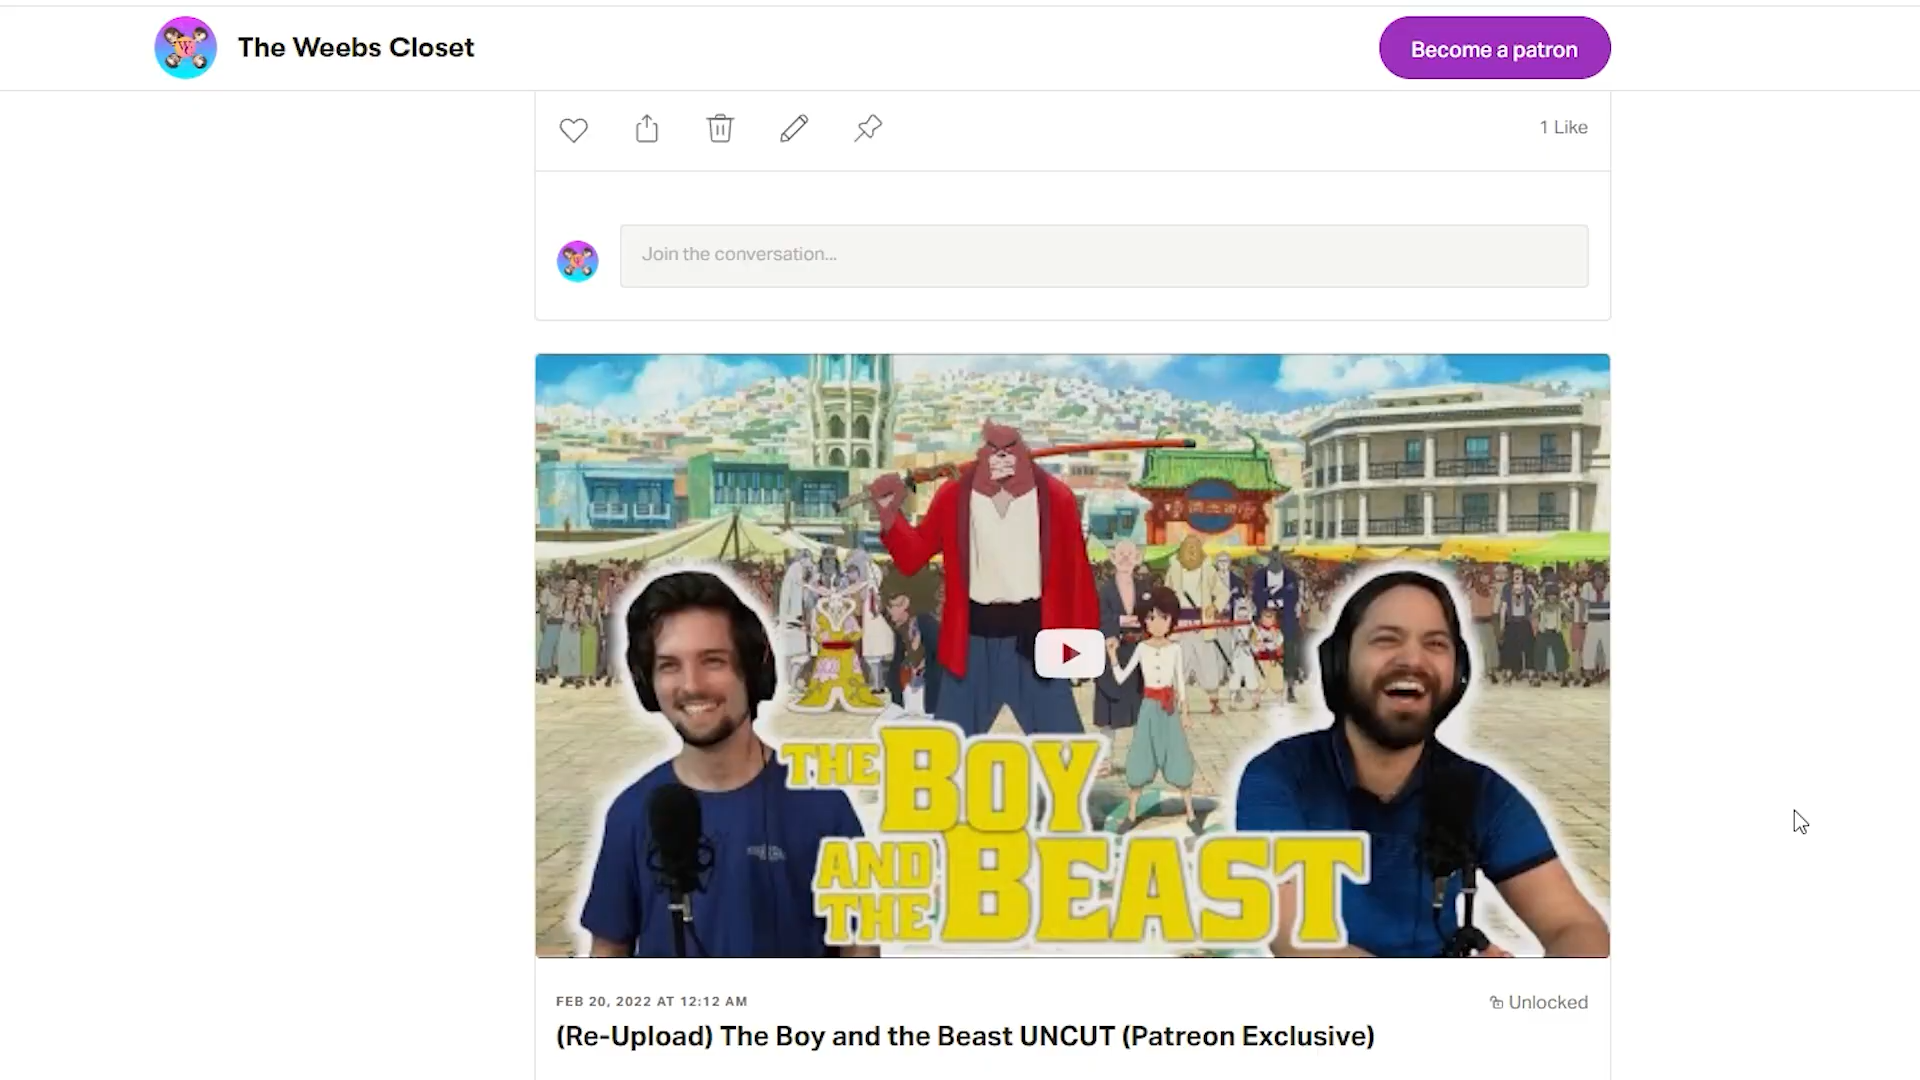 The Weebs Closet
Become a patron
1 Like
Join the conversation...
THE BOY
AND THE BEAST
FEB 20, 2022 AT 12:12 AM
Unlocked
(Re-Upload) The Boy and the Beast UNCUT (Patreon Exclusive)